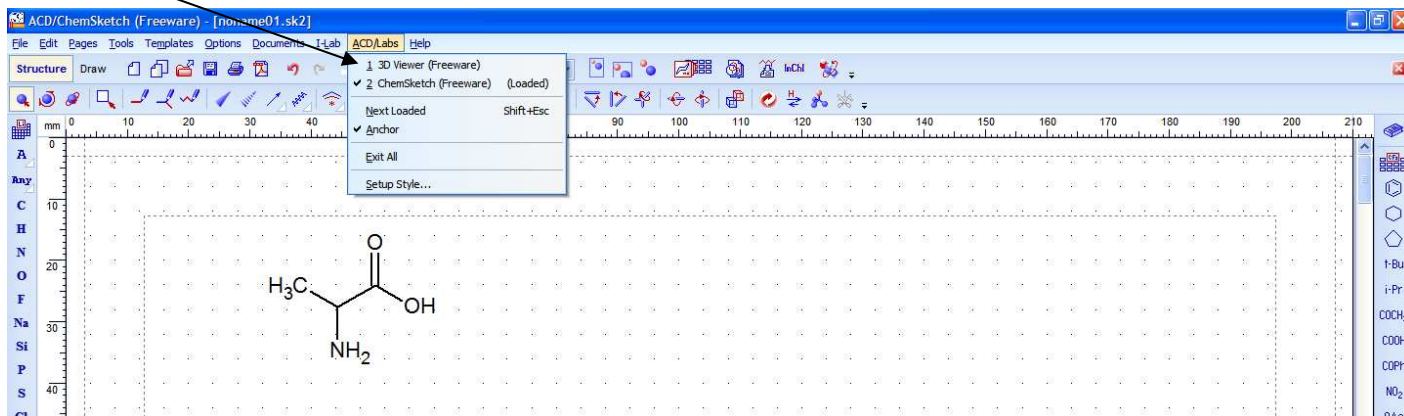 ACD/ChemSketch (Freeware) - [noname01.sk2]
File Edit Pages Tools Templates Options Documents I-Lab ACD/Labs Help
Structure Draw InChI
1 3D Viewer (Freeware)
2 ChemSketch (Freeware) (Loaded)
Next Loaded Shift+Esc
Anchor
Exit All
Setup Style...
H
mm 0 10 20 30 40 90 100 110 120 130 140 150 160 170 180 190 200 210
0
10
20
30
40
A
Any
C
H
N
O
F
Na
Si
P
S
Cl
O
H3C
OH
NH2
t-Bu
i-Pr
COOH
COPh
NO2